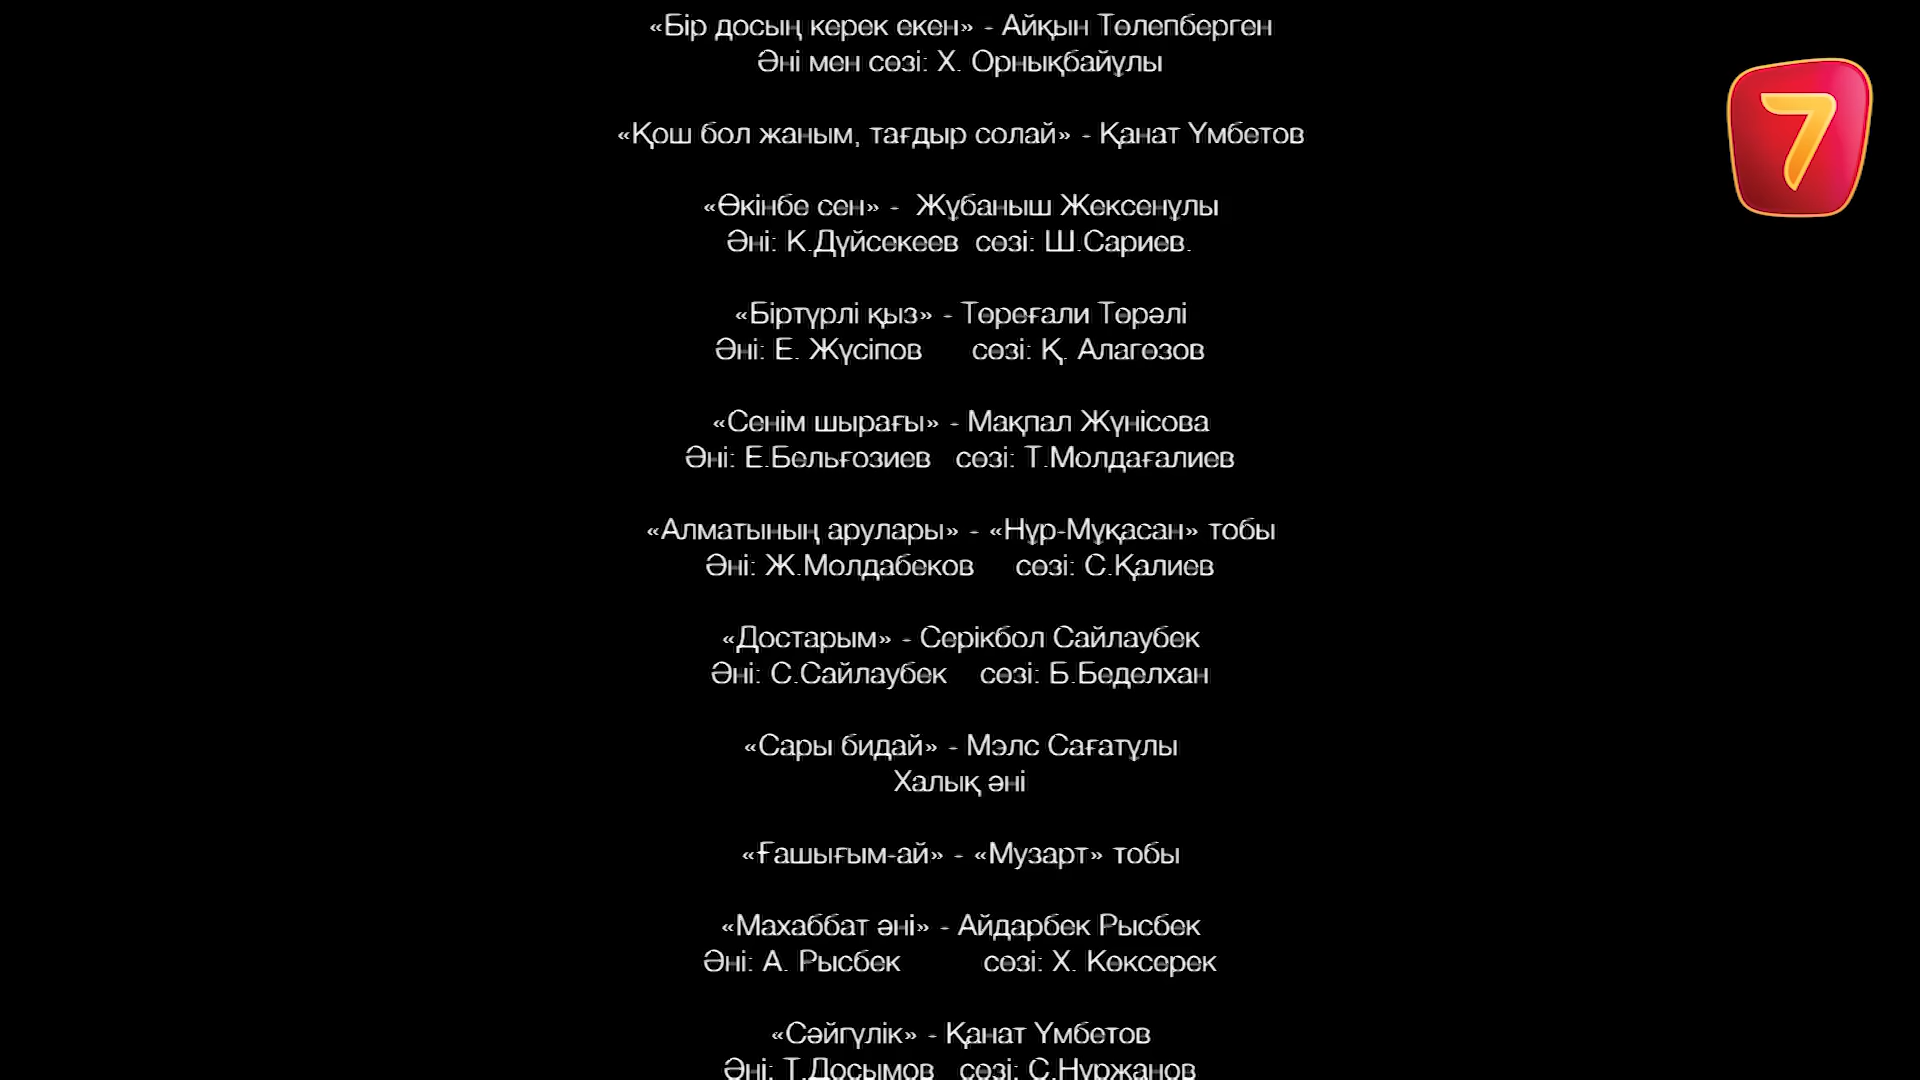 «Бір досың керек екен» - Айқын Төлепберген
Әні мен сөзі: Х. Орнықбайұлы
«Қош бол жаным, тағдыр солай» - Қанат Үмбетов
«Өкінбе сен» - Жұбаныш Жексенұлы
Әні: К.Дүйсекеев сөзі: Ш.Сариев.
«Біртүрлі қыз» - Төреғали Төрәлі
Әні: Е. Жүсіпов сөзі: Қ. Алагөзов
«Сенім шырағы» - Мақпал Жүнісова
Әні: Е.Бельғозиев сөзі: Т.Молдағалиев
«Алматының арулары» - «Нұр-Мұқасан» тобы
Әні: Ж.Молдабеков сөзі: С.Қалиев
«Достарым» - Серікбол Сайлаубек
Әні: С.Сайлаубек сөзі: Б.Беделхан
«Сары бидай» - Мэлс Сағатұлы
Халық әні
«Ғашығым-ай» - «Музарт» тобы
«Махаббат әні» - Айдарбек Рысбек
Әні: А. Рысбек сөзі: Х. Көксерек
«Сәйгүлік» - Қанат Үмбетов
Әні: Т.Досымов сөзі: С.Нұржанов
7